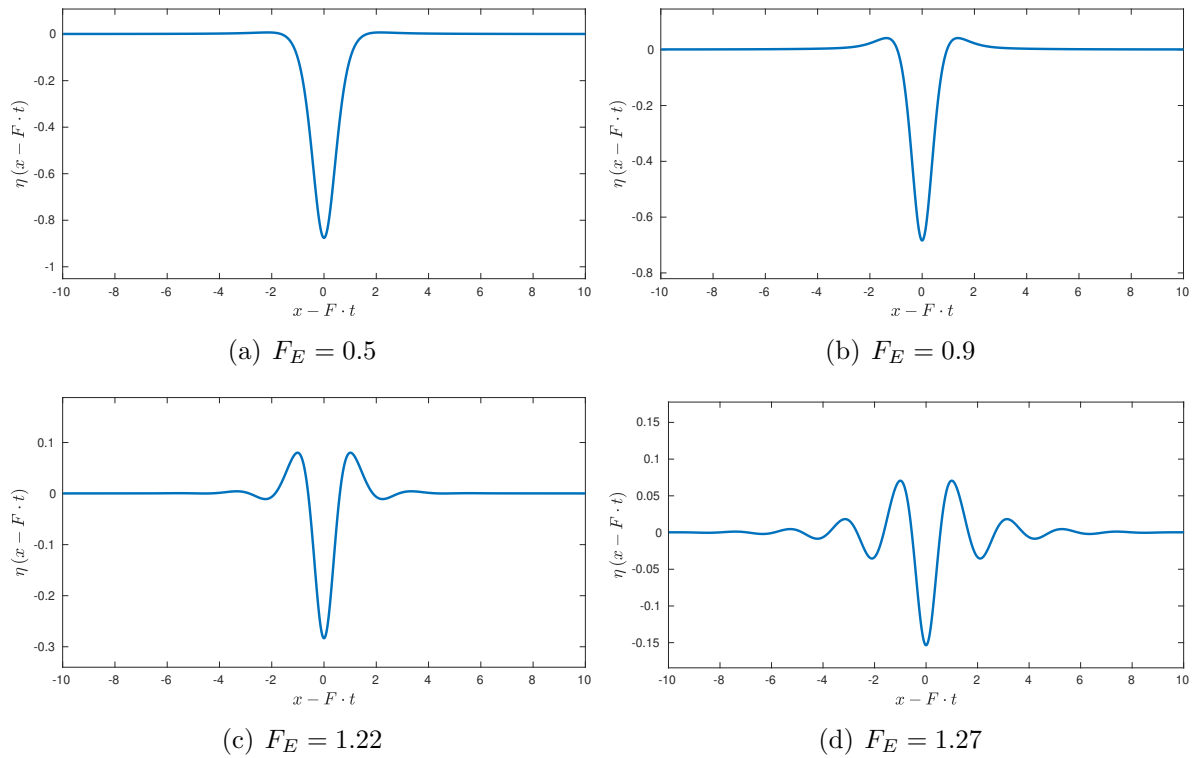 0
-0.2
-0.4
-0.6
-0.8
-1
η (x − F · t)
-10 -8 -6 -4 -2 0 2 4 6 8 10
x − F · t
(a) F_E = 0.5
0
-0.2
-0.4
-0.6
-0.8
η (x − F · t)
-10 -8 -6 -4 -2 0 2 4 6 8 10
x − F · t
(b) F_E = 0.9
0.1
0
-0.1
-0.2
-0.3
η (x − F · t)
-10 -8 -6 -4 -2 0 2 4 6 8 10
x − F · t
(c) F_E = 1.22
0.15
0.1
0.05
0
-0.05
-0.1
-0.15
η (x − F · t)
-10 -8 -6 -4 -2 0 2 4 6 8 10
x − F · t
(d) F_E = 1.27